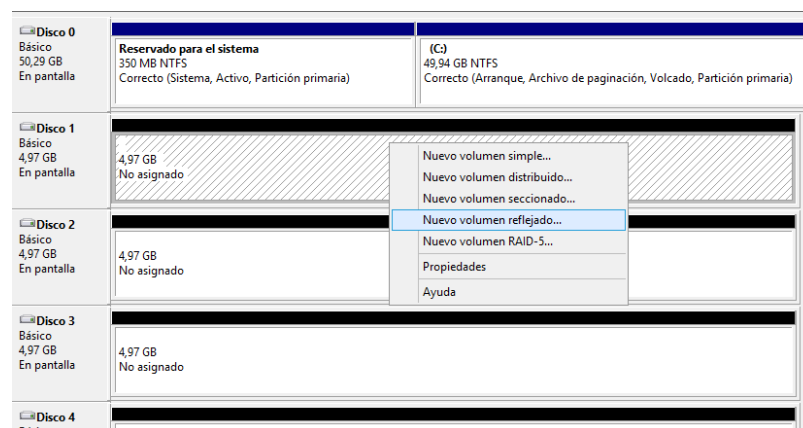 Disco 0
Básico
50,29 GB
En pantalla
Reservado para el sistema
350 MB NTFS
Correcto (Sistema, Activo, Partición primaria)
(C:)
49,94 GB NTFS
Correcto (Arranque, Archivo de paginación, Volcado, Partición primaria)
Disco 1
Básico
4,97 GB
En pantalla
4,97 GB
No asignado
Nuevo volumen simple...
Nuevo volumen distribuido...
Nuevo volumen seccionado...
Nuevo volumen reflejado...
Nuevo volumen RAID-5...
Propiedades
Ayuda
Disco 2
Básico
4,97 GB
En pantalla
4,97 GB
No asignado
Disco 3
Básico
4,97 GB
En pantalla
4,97 GB
No asignado
Disco 4